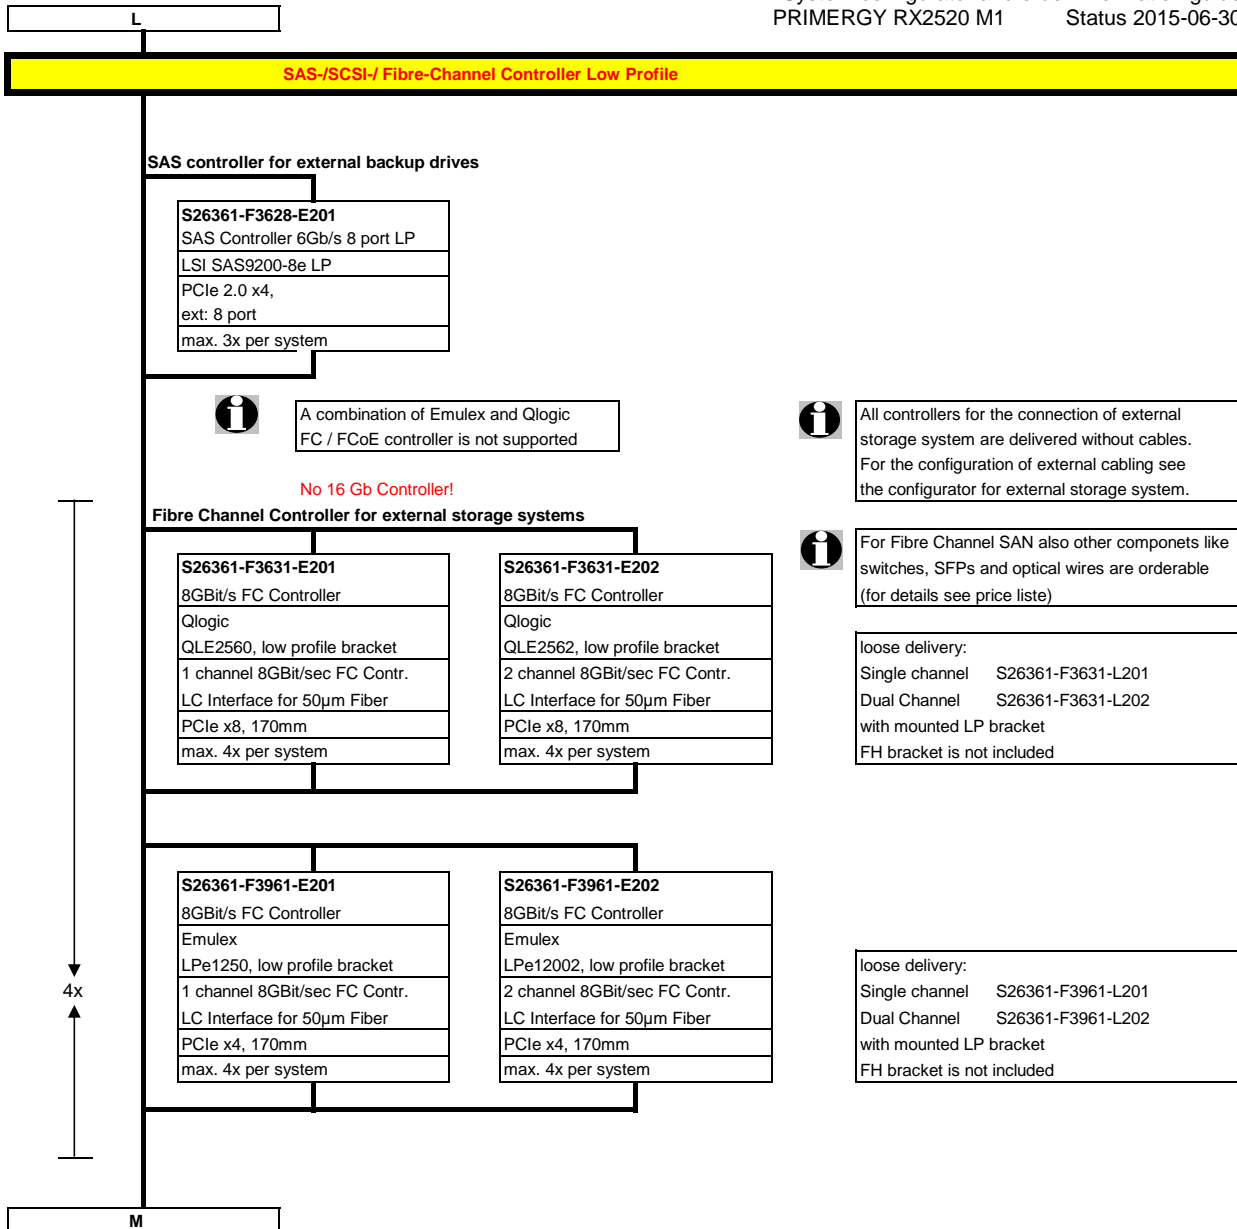 PRIMERGY RX2520 M1 Status 2015-06-30
L
SAS-/SCSI-/ Fibre-Channel Controller Low Profile
SAS controller for external backup drives
S26361-F3628-E201
SAS Controller 6Gb/s 8 port LP
LSI SAS9200-8e LP
PCIe 2.0 x4,
ext: 8 port
max. 3x per system
A combination of Emulex and Qlogic
FC / FCoE controller is not supported
All controllers for the connection of external
storage system are delivered without cables.
For the configuration of external cabling see
the configurator for external storage system.
No 16 Gb Controller!
Fibre Channel Controller for external storage systems
For Fibre Channel SAN also other componets like
switches, SFPs and optical wires are orderable
(for details see price liste)
S26361-F3631-E201
8GBit/s FC Controller
Qlogic
QLE2560, low profile bracket
1 channel 8GBit/sec FC Contr.
LC Interface for 50µm Fiber
PCIe x8, 170mm
max. 4x per system
S26361-F3631-E202
8GBit/s FC Controller
Qlogic
QLE2562, low profile bracket
2 channel 8GBit/sec FC Contr.
LC Interface for 50µm Fiber
PCIe x8, 170mm
max. 4x per system
loose delivery:
Single channel S26361-F3631-L201
Dual Channel S26361-F3631-L202
with mounted LP bracket
FH bracket is not included
4x
S26361-F3961-E201
8GBit/s FC Controller
Emulex
LPe1250, low profile bracket
1 channel 8GBit/sec FC Contr.
LC Interface for 50µm Fiber
PCIe x4, 170mm
max. 4x per system
S26361-F3961-E202
8GBit/s FC Controller
Emulex
LPe12002, low profile bracket
2 channel 8GBit/sec FC Contr.
LC Interface for 50µm Fiber
PCIe x4, 170mm
max. 4x per system
loose delivery:
Single channel S26361-F3961-L201
Dual Channel S26361-F3961-L202
with mounted LP bracket
FH bracket is not included
M